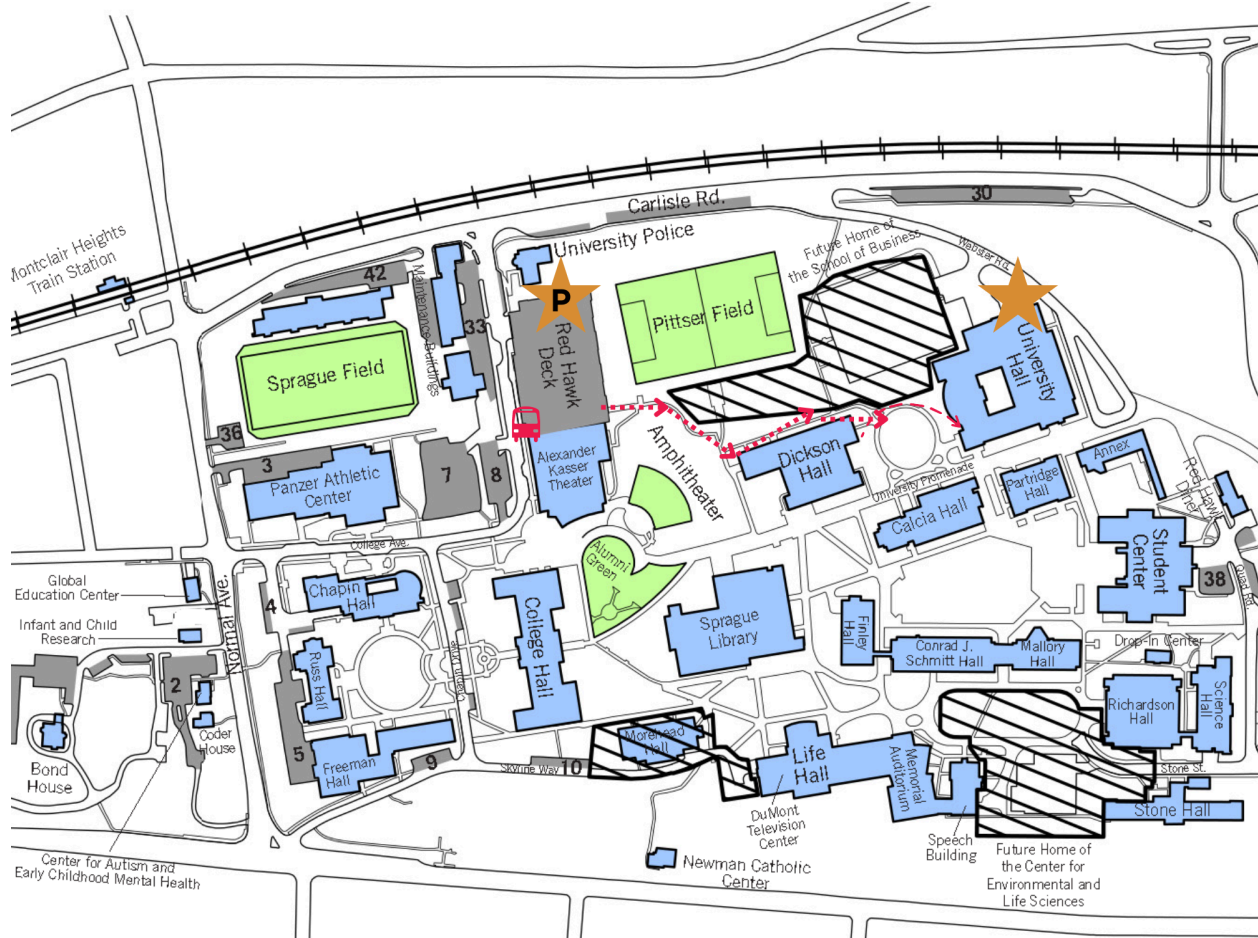 Carlisle Rd.
30
University Police
Montclair Heights
Train Station
42
Maintenance Buildings
33
P
Red Hawk
Deck
Pittser Field
Future Home of
the School of Business
Webster Rd.
University
Hall
Sprague Field
36
3
Panzer Athletic
Center
7
8
Alexander
Kasser
Theater
Amphitheater
Dickson
Hall
University Promenade
Calcia Hall
Partridge
Hall
Annex
Red Hawk
Diner
College Ave.
Alumni
Green
Student
Center
38
Quad Rd.
Global
Education Center
Infant and Child
Research
Normal Ave.
4
Chapin
Hall
Russ Hall
College Hall
Sprague
Library
Finley
Hall
Conrad J.
Schmitt Hall
Mallory
Hall
Drop-In Center
Richardson
Hall
Science
Hall
2
Coder
House
Bond
House
5
Freeman
Hall
9
Skyline Way
10
Morehead
Hall
Life
Hall
Memorial
Auditorium
Stone St.
Stone Hall
DuMont
Television
Center
Speech
Building
Future Home of
the Center for
Environmental and
Life Sciences
Newman Catholic
Center
Center for Autism and
Early Childhood Mental Health